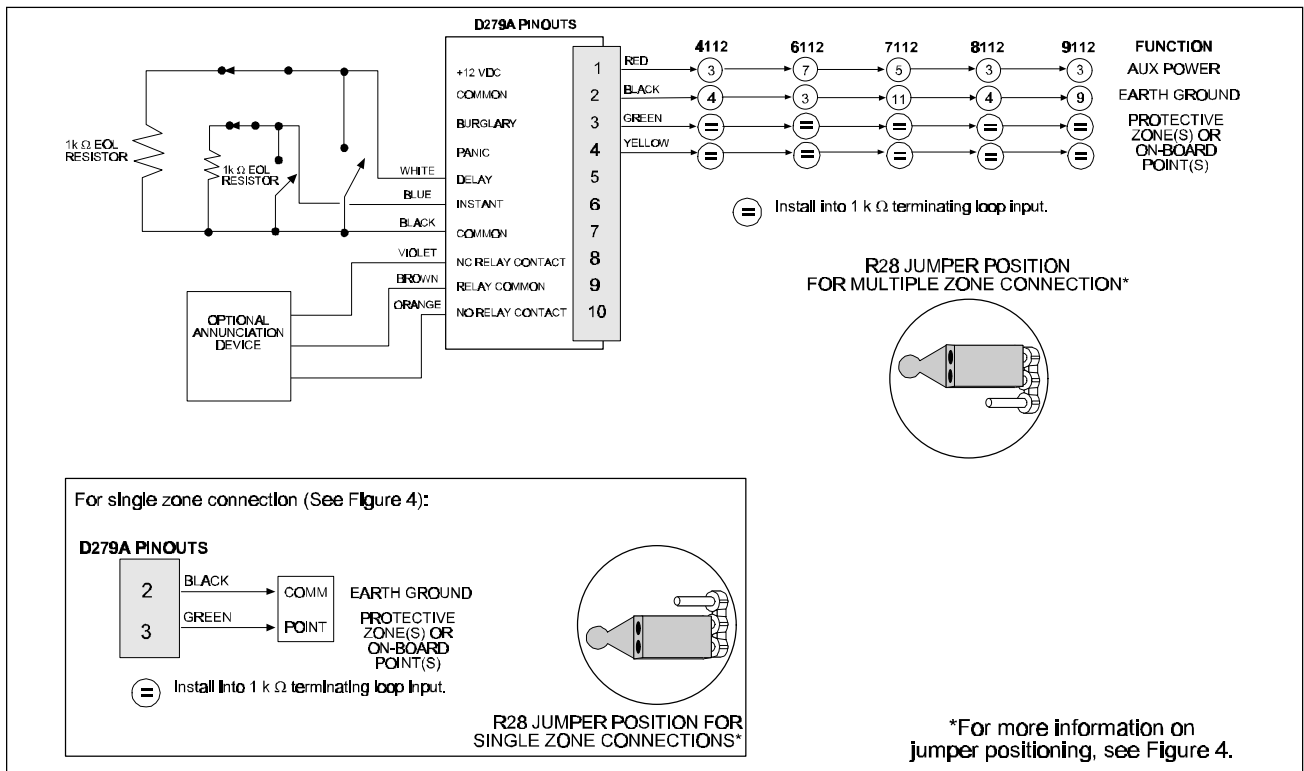 D279A PINOUTS
+12 VDC 1 RED
COMMON 2 BLACK
BURGLARY 3 GREEN
PANIC 4 YELLOW
WHITE DELAY 5
BLUE INSTANT 6
BLACK COMMON 7
VIOLET NC RELAY CONTACT 8
BROWN RELAY COMMON 9
ORANGE NO RELAY CONTACT 10
1k Ω EOL
RESISTOR
1k Ω EOL
RESISTOR
OPTIONAL
ANNUNCIATION
DEVICE
4112 6112 7112 8112 9112 FUNCTION
3 7 5 3 3 AUX POWER
4 3 11 4 9 EARTH GROUND
= = = = = PROTECTIVE
ZONE(S) OR
= = = = = ON-BOARD
POINT(S)
= Install into 1 k Ω terminating loop input.
R28 JUMPER POSITION
FOR MULTIPLE ZONE CONNECTION*
For single zone connection (See Figure 4):
D279A PINOUTS
2 BLACK COMM EARTH GROUND
3 GREEN POINT PROTECTIVE
ZONE(S) OR
ON-BOARD
POINT(S)
= Install into 1 k Ω terminating loop input.
R28 JUMPER POSITION FOR
SINGLE ZONE CONNECTIONS*
*For more information on
jumper positioning, see Figure 4.